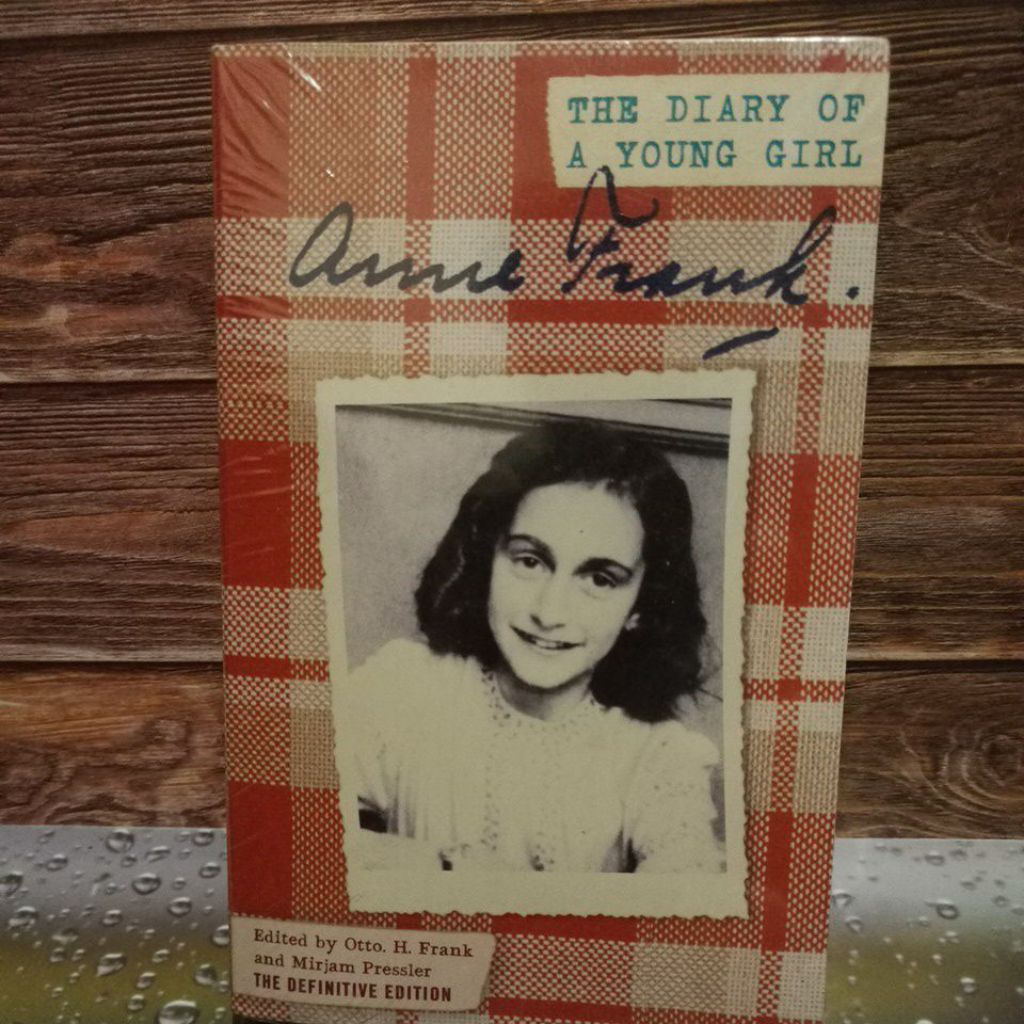 THE DIARY OF
A YOUNG GIRL
Anne Frank.
Edited by Otto. H. Frank
and Mirjam Pressler
THE DEFINITIVE EDITION